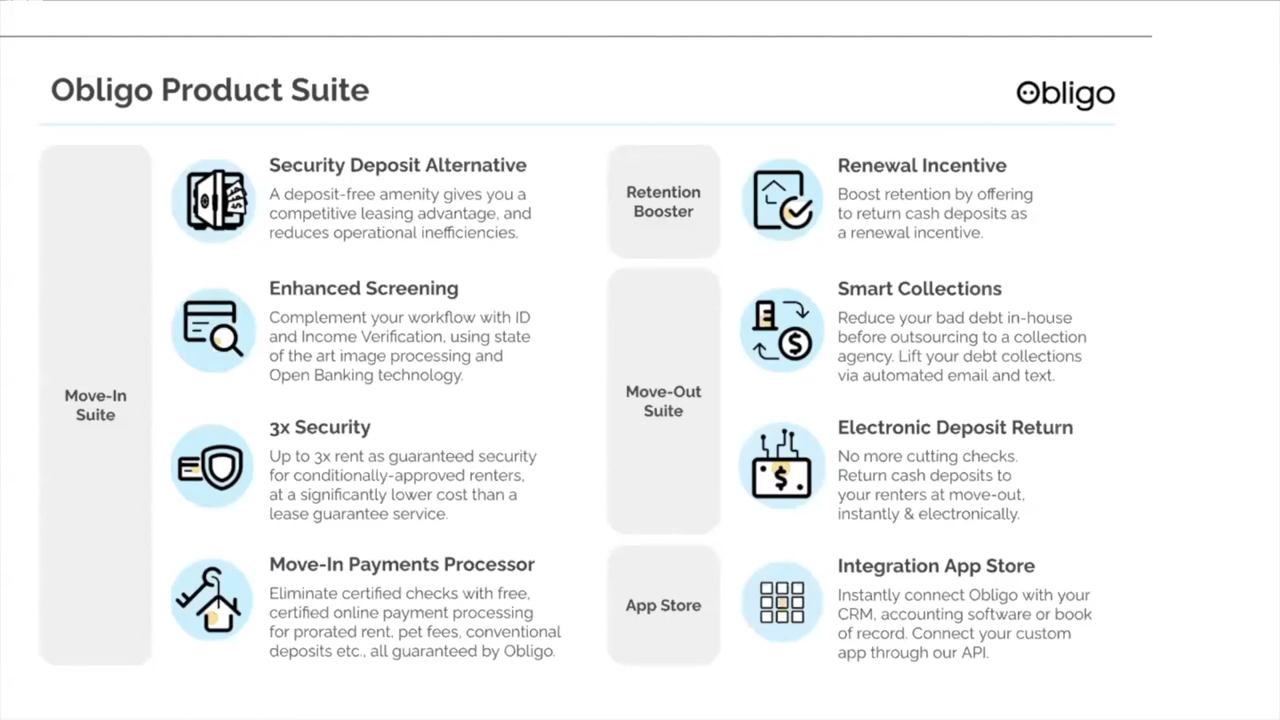 Obligo Product Suite
Obligo
Move-In
Suite
Security Deposit Alternative
A deposit-free amenity gives you a
competitive leasing advantage, and
reduces operational inefficiencies.
Enhanced Screening
Complement your workflow with ID
and Income Verification, using state
of the art image processing and
Open Banking technology.
3x Security
Up to 3x rent as guaranteed security
for conditionally-approved renters,
at a significantly lower cost than a
lease guarantee service.
Move-In Payments Processor
Eliminate certified checks with free,
certified online payment processing
for prorated rent, pet fees, conventional
deposits etc., all guaranteed by Obligo.
Retention
Booster
Renewal Incentive
Boost retention by offering
to return cash deposits as
a renewal incentive.
Move-Out
Suite
Smart Collections
Reduce your bad debt in-house
before outsourcing to a collection
agency. Lift your debt collections
via automated email and text.
Electronic Deposit Return
No more cutting checks.
Return cash deposits to
your renters at move-out,
instantly & electronically.
App Store
Integration App Store
Instantly connect Obligo with your
CRM, accounting software or book
of record. Connect your custom
app through our API.